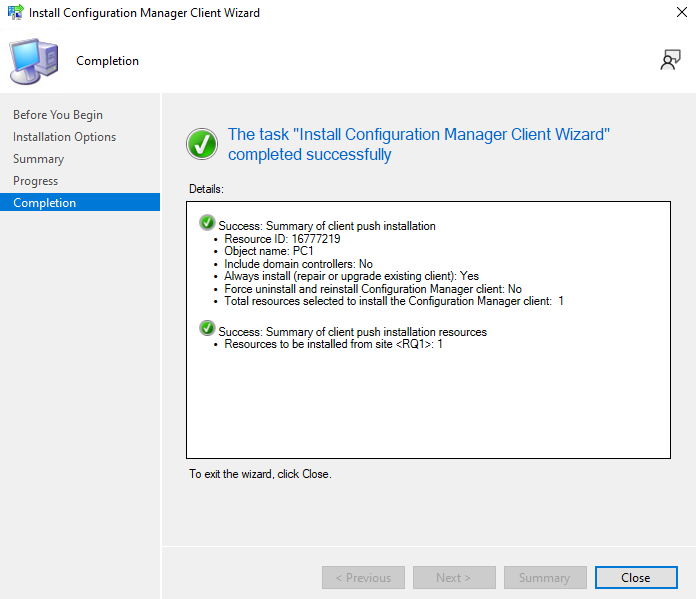 Install Configuration Manager Client Wizard
Completion
Before You Begin
Installation Options
Summary
Progress
Completion
The task "Install Configuration Manager Client Wizard"
completed successfully
Details:
Success: Summary of client push installation
• Resource ID: 16777219
• Object name: PC1
• Include domain controllers: No
• Always install (repair or upgrade existing client): Yes
• Force uninstall and reinstall Configuration Manager client: No
• Total resources selected to install the Configuration Manager client: 1
Success: Summary of client push installation resources
• Resources to be installed from site <RQ1>: 1
To exit the wizard, click Close.
< Previous
Next >
Summary
Close